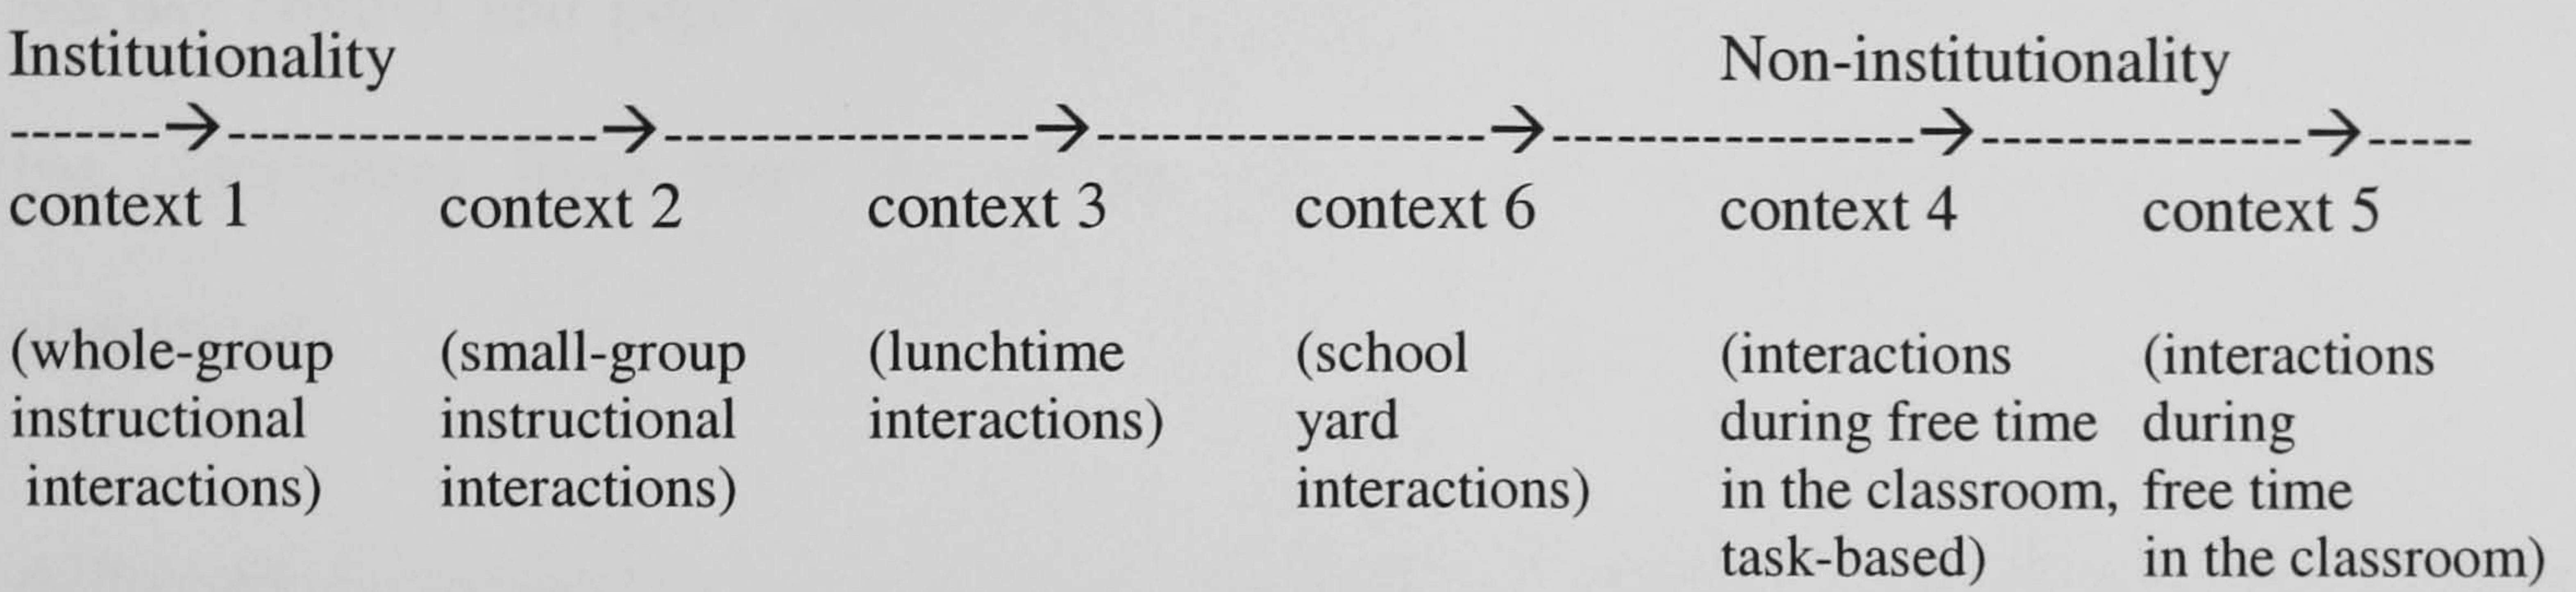 Institutionality Non-institutionality
-------→-----------------→-----------------→------------------→-----------------→---------------→-----
context 1 context 2 context 3 context 6 context 4 context 5
(whole-group (small-group (lunchtime (school (interactions (interactions
instructional instructional interactions) yard during free time during
interactions) interactions) interactions) in the classroom, free time
task-based) in the classroom)